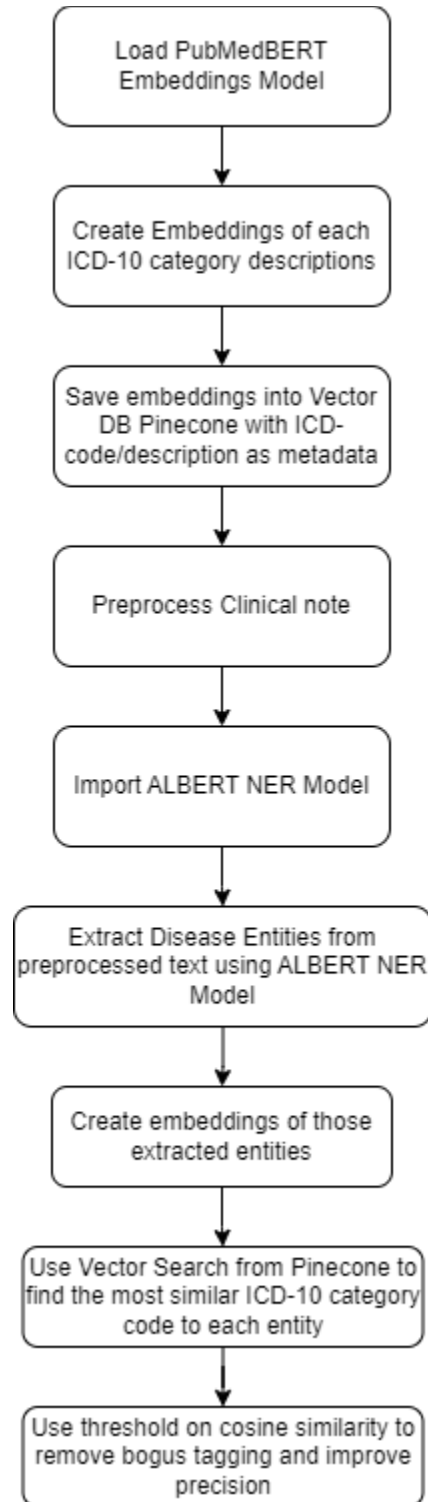 Load PubMedBERT
Embeddings Model
Create Embeddings of each
ICD-10 category descriptions
Save embeddings into Vector
DB Pinecone with ICD-
code/description as metadata
Preprocess Clinical note
Import ALBERT NER Model
Extract Disease Entities from
preprocessed text using ALBERT NER
Model
Create embeddings of those
extracted entities
Use Vector Search from Pinecone to
find the most similar ICD-10 category
code to each entity
Use threshold on cosine similarity to
remove bogus tagging and improve
precision